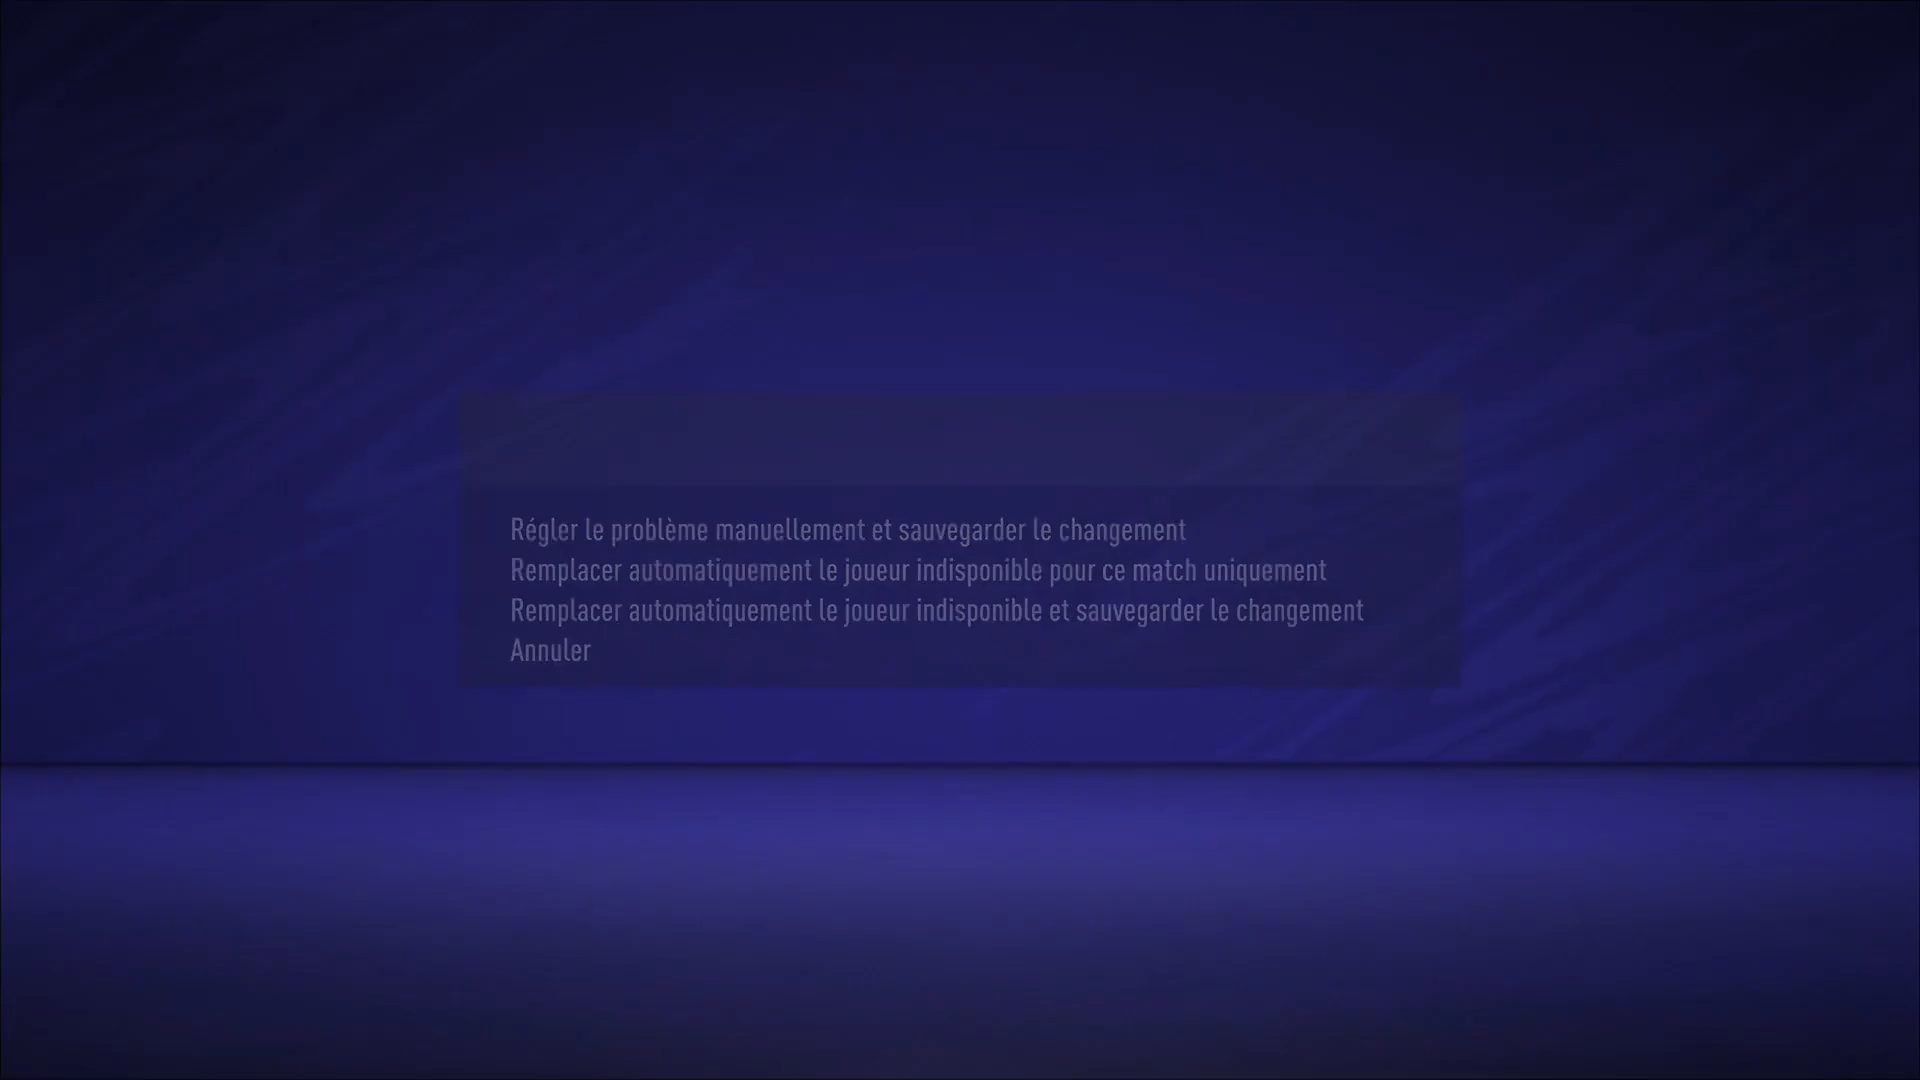 Régler le problème manuellement et sauvegarder le changement
Remplacer automatiquement le joueur indisponible pour ce match uniquement
Remplacer automatiquement le joueur indisponible et sauvegarder le changement
Annuler